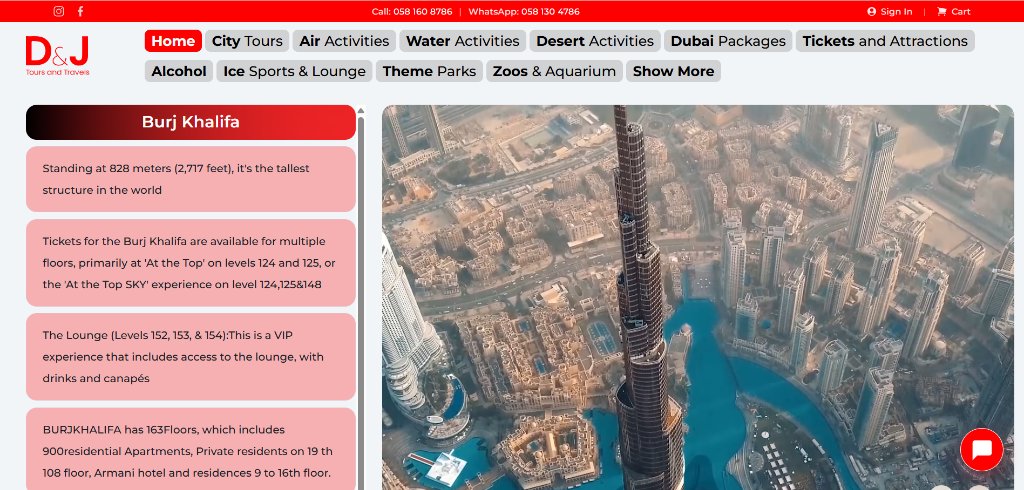 Call: 058 160 8786 | WhatsApp: 058 130 4786
Sign In | Cart
D&J
Tours and Travels
Home City Tours Air Activities Water Activities Desert Activities Dubai Packages Tickets and Attractions
Alcohol Ice Sports & Lounge Theme Parks Zoos & Aquarium Show More
Burj Khalifa
Standing at 828 meters (2,717 feet), it's the tallest
structure in the world
Tickets for the Burj Khalifa are available for multiple
floors, primarily at 'At the Top' on levels 124 and 125, or
the 'At the Top SKY' experience on level 124,125&148
The Lounge (Levels 152, 153, & 154):This is a VIP
experience that includes access to the lounge, with
drinks and canapés
BURJKHALIFA has 163Floors, which includes
900residential Apartments, Private residents on 19 th
108 floor, Armani hotel and residences 9 to 16th floor.